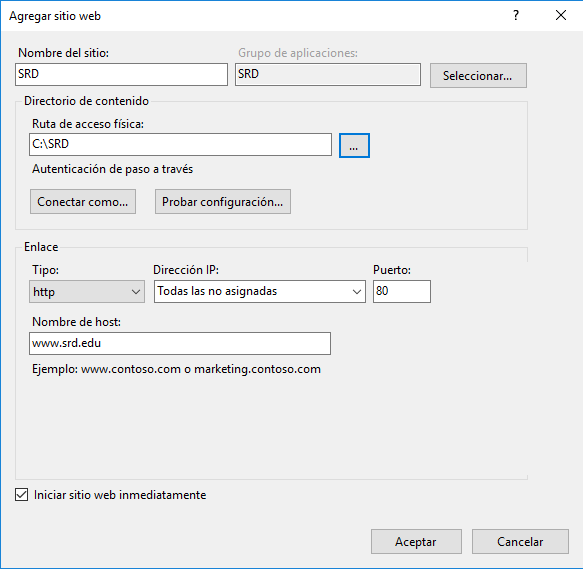 Agregar sitio web
?
Nombre del sitio: Grupo de aplicaciones:
SRD SRD Seleccionar...
Directorio de contenido
Ruta de acceso física:
C:\SRD ...
Autenticación de paso a través
Conectar como... Probar configuración...
Enlace
Tipo: Dirección IP: Puerto:
http Todas las no asignadas 80
Nombre de host:
www.srd.edu
Ejemplo: www.contoso.com o marketing.contoso.com
Iniciar sitio web inmediatamente
Aceptar Cancelar